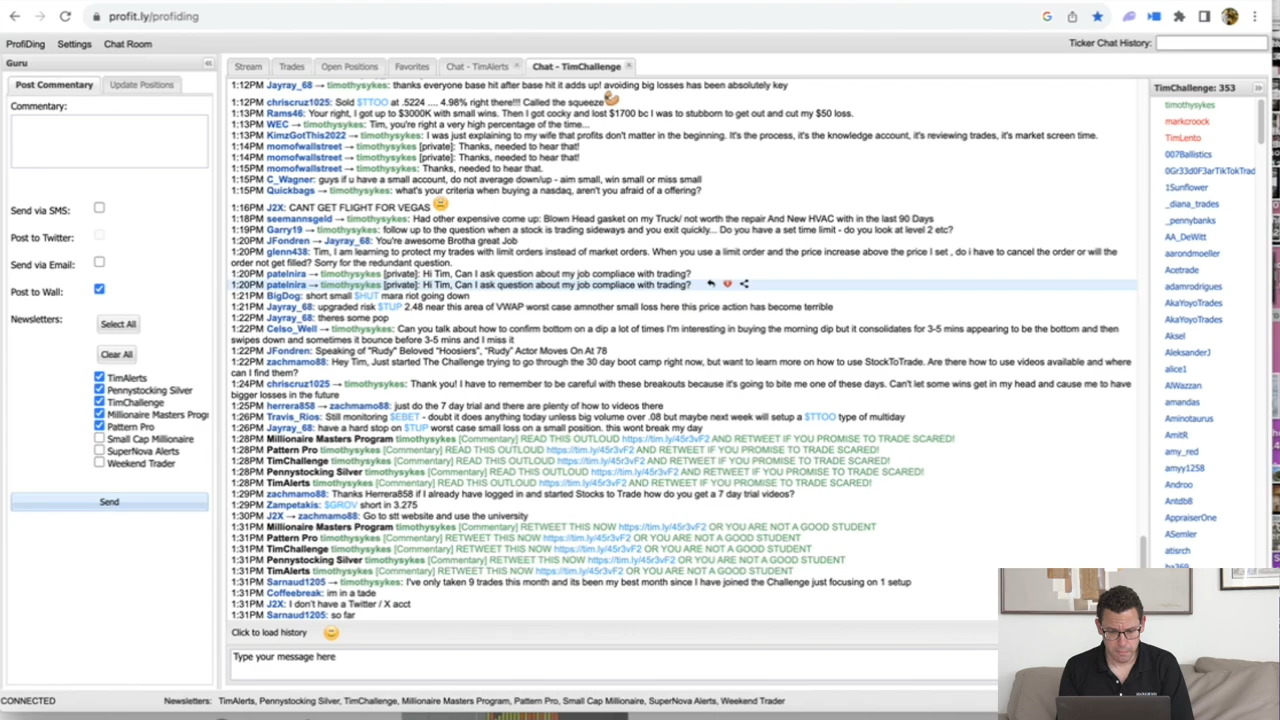 profit.ly/profiding
ProfiDing Settings Chat Room
Ticker Chat History:
Guru
Post Commentary Update Positions
Commentary:
Send via SMS:
Post to Twitter:
Send via Email:
Post to Wall:
Newsletters:
Select All
Clear All
TimAlerts
Pennystocking Silver
TimChallenge
Millionaire Masters Progr
Pattern Pro
Small Cap Millionaire
SuperNova Alerts
Weekend Trader
Send
Stream Trades Open Positions Favorites Chat - TimAlerts Chat - TimChallenge
1:12PM Jayray_68 → timothysykes: thanks everyone base hit after base hit it adds up! avoiding big losses has been absolutely key
1:12PM chriscruz1025: Sold $TTOO at .5224 .... 4.98% right there!!! Called the squeeze
1:13PM Rams46: Your right, I got up to $3000K with small wins. Then I got cocky and lost $1700 bc I was to stubborn to get out and cut my $50 loss.
1:13PM WEC → timothysykes: Tim, you're right a very high percentage of the time...
1:13PM KimzGotThis2022 → timothysykes: I was just explaining to my wife that profits don't matter in the beginning. It's the process, it's the knowledge account, it's reviewing trades, it's market screen time.
1:14PM momofwallstreet → timothysykes [private]: Thanks, needed to hear that!
1:14PM momofwallstreet → timothysykes [private]: Thanks, needed to hear that!
1:15PM momofwallstreet → timothysykes: Thanks, needed to hear that.
1:15PM C_Wagner: guys if u have a small account, do not average down/up - aim small, win small or miss small
1:15PM Quickbags → timothysykes: what's your criteria when buying a nasdaq, aren't you afraid of a offering?
1:16PM J2X: CANT GET FLIGHT FOR VEGAS
1:18PM seemannsgeld → timothysykes: Had other expensive come up: Blown Head gasket on my Truck/ not worth the repair And New HVAC with in the last 90 Days
1:19PM Garry19 → timothysykes: follow up to the question when a stock is trading sideways and you exit quickly... Do you have a set time limit - do you look at level 2 etc?
1:20PM JFondren → Jayray_68: You're awesome Brotha great Job
1:20PM glenn438: Tim, I am learning to protect my trades with limit orders instead of market orders. When you use a limit order and the price increase above the price I set , do i have to cancel the order or will the
order not get filled? Sorry for the redundant question.
1:20PM patelnira → timothysykes [private]: Hi Tim, Can I ask question about my job compliace with trading?
1:20PM patelnira → timothysykes [private]: Hi Tim, Can I ask question about my job compliace with trading?
1:21PM BigDog: short small $HUT mara riot going down
1:21PM Jayray_68: upgraded risk $TUP 2.48 near this area of VWAP worst case amnother small loss here this price action has become terrible
1:22PM Jayray_68: theres some pop
1:22PM Celso_Well → timothysykes: Can you talk about how to confirm bottom on a dip a lot of times I'm interesting in buying the morning dip but it consolidates for 3-5 mins appearing to be the bottom and then
swipes down and sometimes it bounce before 3-5 mins and I miss it
1:22PM JFondren: Speaking of "Rudy" Beloved "Hoosiers", "Rudy" Actor Moves On At 78
1:22PM zachmamo88: Hey Tim, Just started The Challenge trying to go through the 30 day boot camp right now, but want to learn more on how to use StockToTrade. Are there how to use videos available and where
can I find them?
1:24PM chriscruz1025 → timothysykes: Thank you! I have to remember to be careful with these breakouts because it's going to bite me one of these days. Can't let some wins get in my head and cause me to have
bigger losses in the future
1:25PM herrera858 → zachmamo88: just do the 7 day trial and there are plenty of how to videos there
1:26PM Travis_Rios: Still monitoring $EBET - doubt it does anything today unless big volume over .08 but maybe next week will setup a $TTOO type of multiday
1:26PM Jayray_68: have a hard stop on $TUP worst case small loss on a small position. this wont break my day
1:28PM Millionaire Masters Program timothysykes [Commentary] READ THIS OUTLOUD https://tim.ly/45r3vF2 AND RETWEET IF YOU PROMISE TO TRADE SCARED!
1:28PM Pattern Pro timothysykes [Commentary] READ THIS OUTLOUD https://tim.ly/45r3vF2 AND RETWEET IF YOU PROMISE TO TRADE SCARED!
1:28PM TimChallenge timothysykes [Commentary] READ THIS OUTLOUD https://tim.ly/45r3vF2 AND RETWEET IF YOU PROMISE TO TRADE SCARED!
1:28PM Pennystocking Silver timothysykes [Commentary] READ THIS OUTLOUD https://tim.ly/45r3vF2 AND RETWEET IF YOU PROMISE TO TRADE SCARED!
1:28PM TimAlerts timothysykes [Commentary] READ THIS OUTLOUD https://tim.ly/45r3vF2 AND RETWEET IF YOU PROMISE TO TRADE SCARED!
1:29PM zachmamo88: Thanks Herrera858 if I already have logged in and started Stocks to Trade how do you get a 7 day trial videos?
1:29PM Zampetakis: $GROV short in 3.275
1:30PM J2X → zachmamo88: Go to stt website and use the university
1:31PM Millionaire Masters Program timothysykes [Commentary] RETWEET THIS NOW https://tim.ly/45r3vF2 OR YOU ARE NOT A GOOD STUDENT
1:31PM Pattern Pro timothysykes [Commentary] RETWEET THIS NOW https://tim.ly/45r3vF2 OR YOU ARE NOT A GOOD STUDENT
1:31PM TimChallenge timothysykes [Commentary] RETWEET THIS NOW https://tim.ly/45r3vF2 OR YOU ARE NOT A GOOD STUDENT
1:31PM Pennystocking Silver timothysykes [Commentary] RETWEET THIS NOW https://tim.ly/45r3vF2 OR YOU ARE NOT A GOOD STUDENT
1:31PM TimAlerts timothysykes [Commentary] RETWEET THIS NOW https://tim.ly/45r3vF2 OR YOU ARE NOT A GOOD STUDENT
1:31PM Sarnaud1205 → timothysykes: I've only taken 9 trades this month and its been my best month since I have joined the Challenge just focusing on 1 setup
1:31PM Coffeebreak: im in a tade
1:31PM J2X: I don't have a Twitter / X acct
1:31PM Sarnaud1205: so far
Click to load history
Type your message here
TimChallenge: 353
timothysykes
markcroock
TimLento
007Ballistics
0Gr33d0F3arTikTokTrad
1Sunflower
_diana_trades
_pennybanks
AA_DeWitt
aarondmoeller
Acetrade
adamrodrigues
AkaYoyoTrades
AkaYoyoTrades
Aksel
AleksanderJ
alice1
AlWazzan
amandas
Aminotaurus
AmitR
amy_red
amyy1258
Androo
AntdB8
AppraiserOne
ASemler
atisrch
CONNECTED
Newsletters: TimAlerts, Pennystocking Silver, TimChallenge, Millionaire Masters Program, Pattern Pro, Small Cap Millionaire, SuperNova Alerts, Weekend Trader